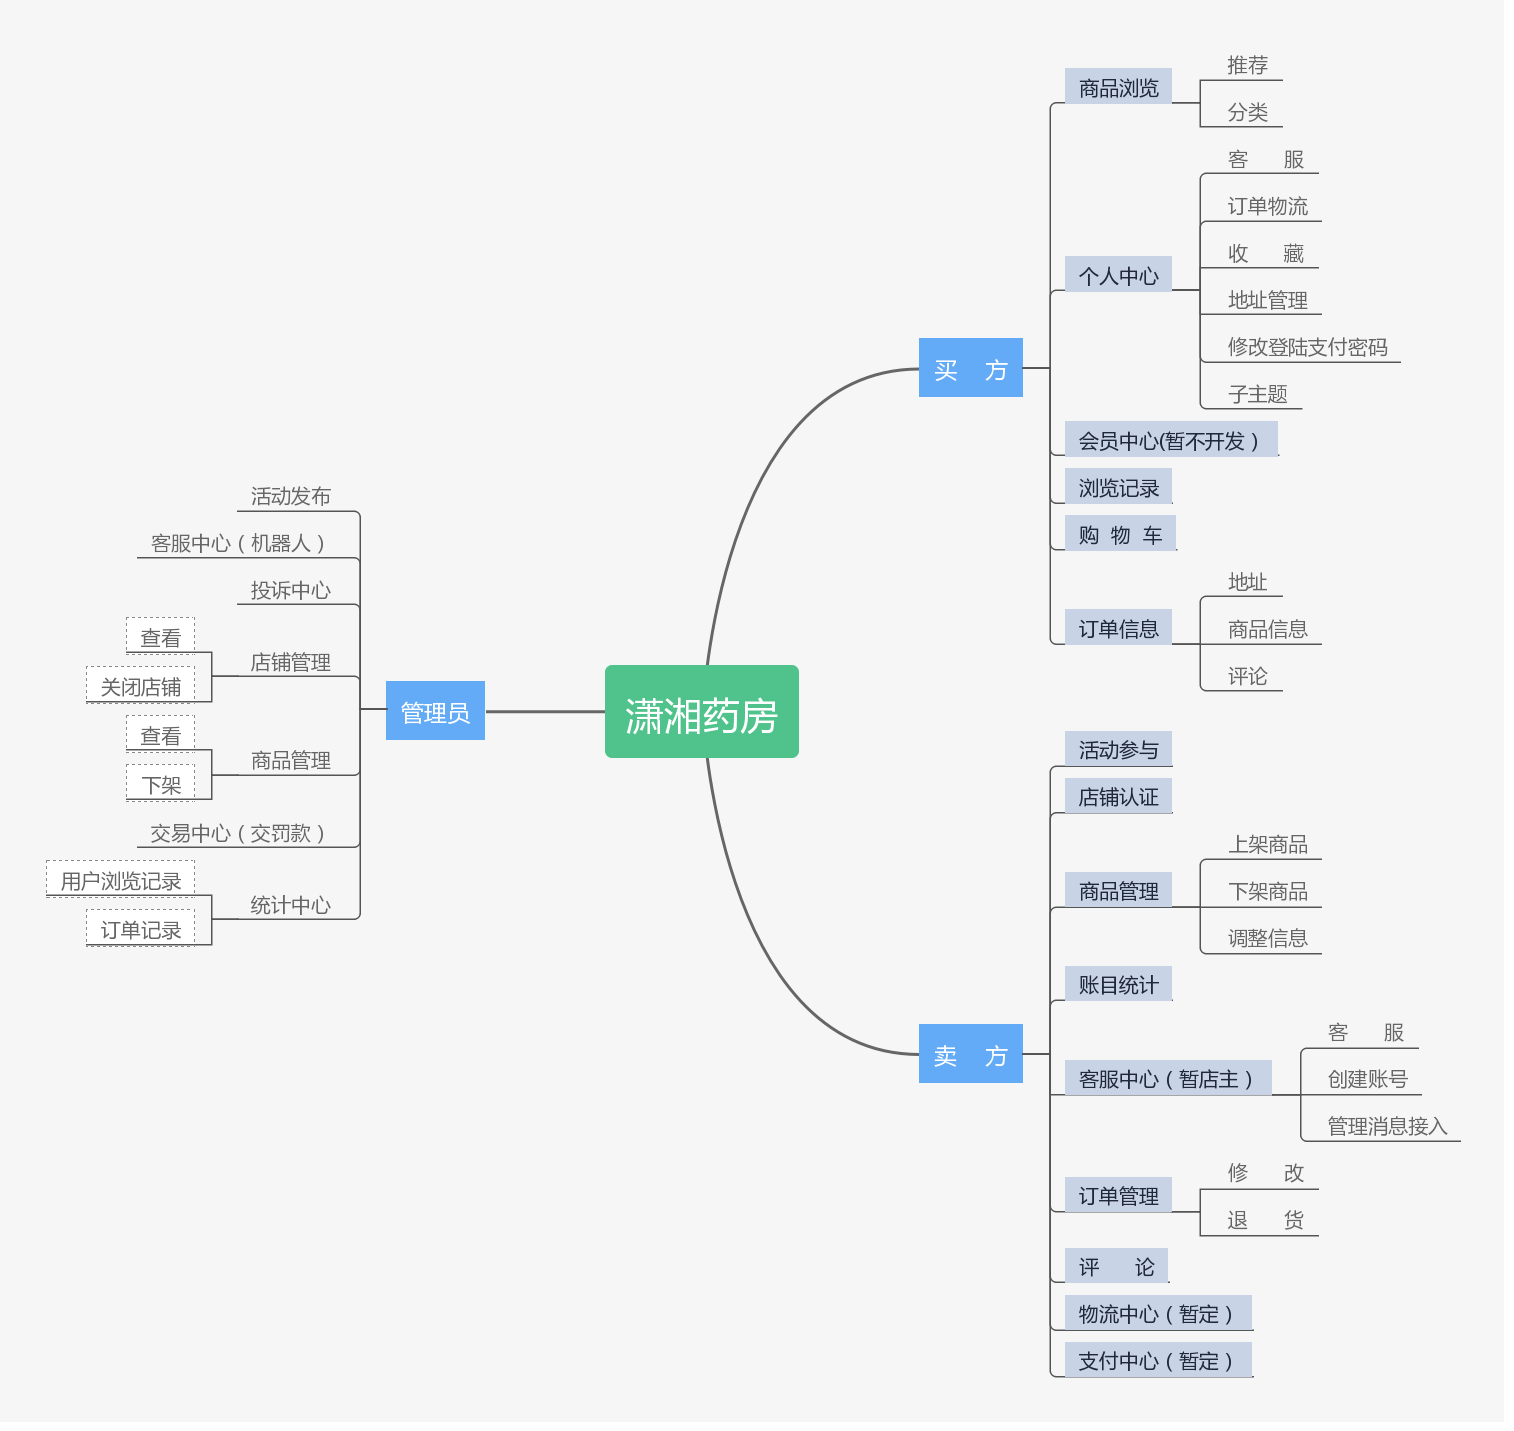 潇湘药房
买 方
商品浏览
推荐
分类
个人中心
客 服
订单物流
收 藏
地址管理
修改登陆支付密码
子主题
会员中心(暂不开发）
浏览记录
购 物 车
订单信息
地址
商品信息
评论
卖 方
活动参与
店铺认证
商品管理
上架商品
下架商品
调整信息
账目统计
客服中心（暂店主）
客 服
创建账号
管理消息接入
订单管理
修 改
退 货
评 论
物流中心（暂定）
支付中心（暂定）
管理员
活动发布
客服中心（机器人）
投诉中心
店铺管理
查看
关闭店铺
商品管理
查看
下架
交易中心（交罚款）
统计中心
用户浏览记录
订单记录